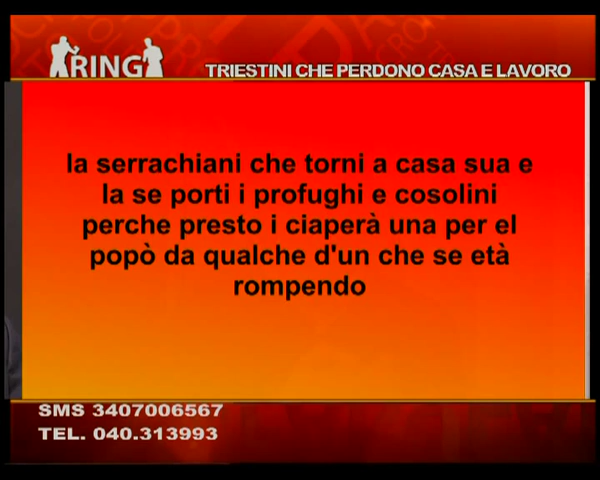 RING
TRIESTINI CHE PERDONO CASA E LAVORO
la serrachiani che torni a casa sua e
la se porti i profughi e cosolini
perche presto i ciaperà una per el
popò da qualche d'un che se età
rompendo
SMS 3407006567
TEL. 040.313993